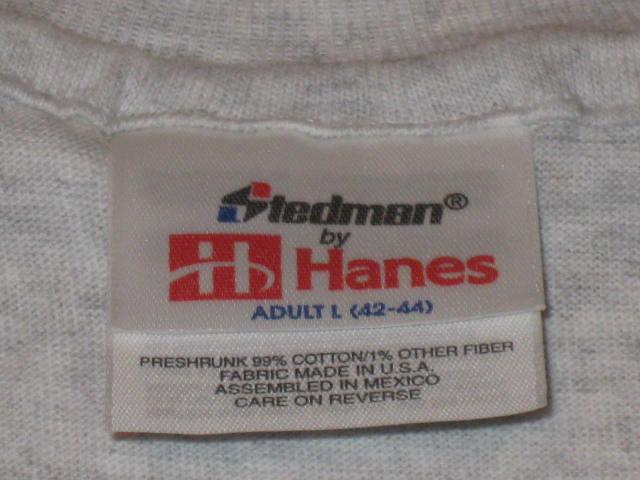 Stedman®
by
Hanes
ADULT L (42-44)
PRESHRUNK 99% COTTON/1% OTHER FIBER
FABRIC MADE IN U.S.A.
ASSEMBLED IN MEXICO
CARE ON REVERSE